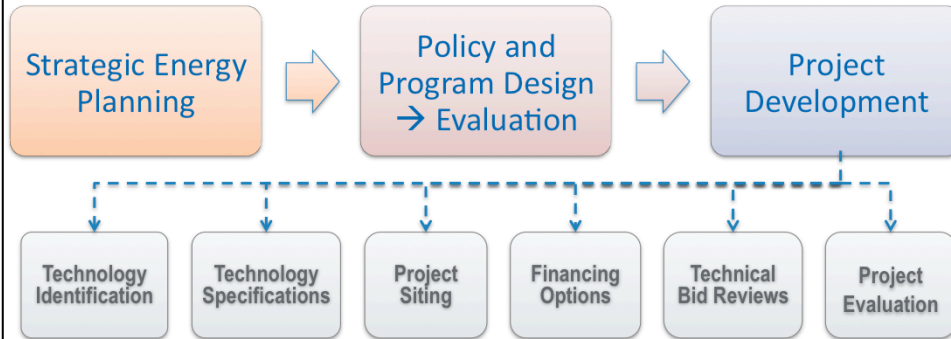 Strategic Energy
Planning
Policy and
Program Design
→ Evaluation
Project
Development
Technology
Identification
Technology
Specifications
Project
Siting
Financing
Options
Technical
Bid Reviews
Project
Evaluation